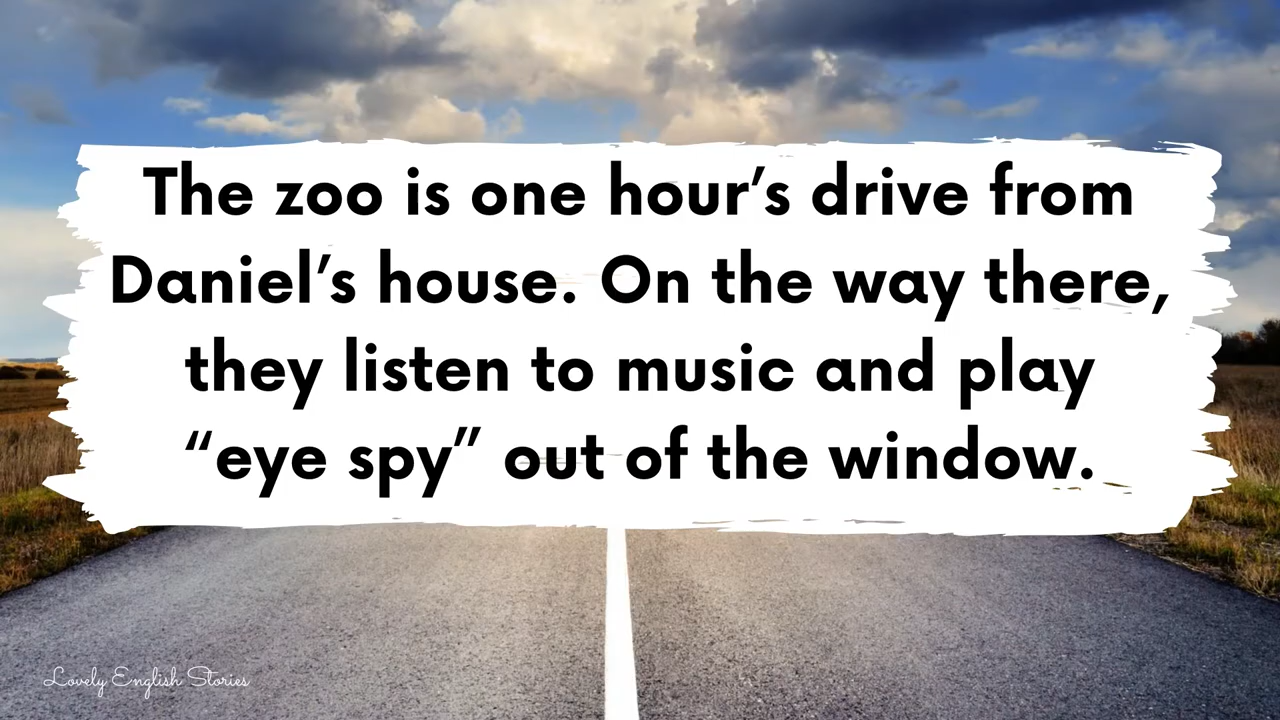 The zoo is one hour’s drive from
Daniel’s house. On the way there,
they listen to music and play
“eye spy” out of the window.
Lovely English Stories